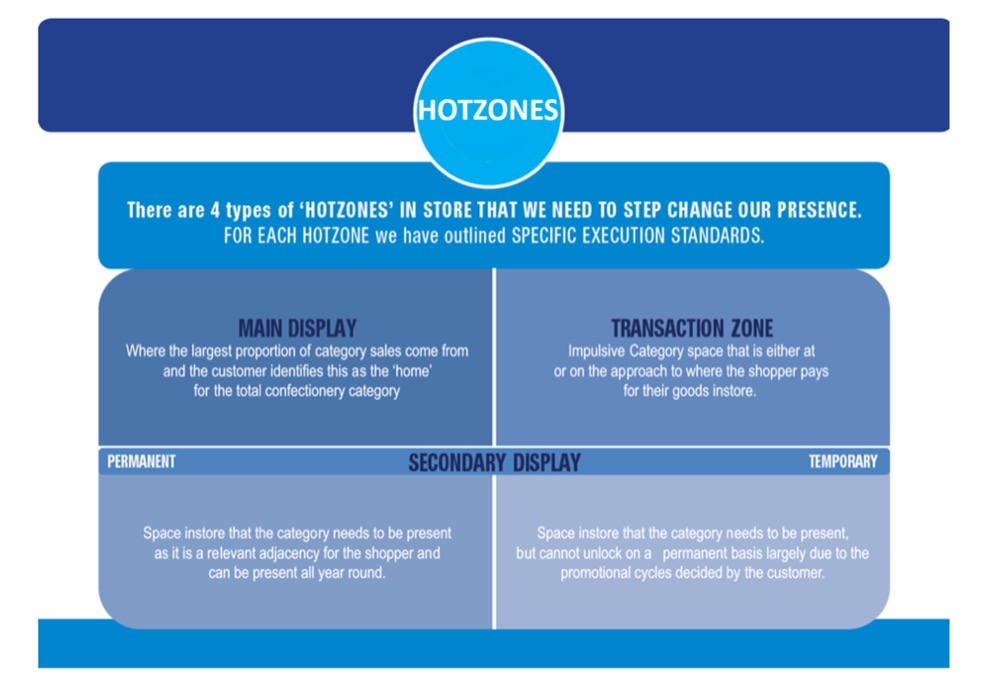 HOTZONES
There are 4 types of ‘HOTZONES’ IN STORE THAT WE NEED TO STEP CHANGE OUR PRESENCE.
FOR EACH HOTZONE we have outlined SPECIFIC EXECUTION STANDARDS.
MAIN DISPLAY
Where the largest proportion of category sales come from
and the customer identifies this as the ‘home’
for the total confectionery category
TRANSACTION ZONE
Impulsive Category space that is either at
or on the approach to where the shopper pays
for their goods instore.
PERMANENT
SECONDARY DISPLAY
TEMPORARY
Space instore that the category needs to be present
as it is a relevant adjacency for the shopper and
can be present all year round.
Space instore that the category needs to be present,
but cannot unlock on a permanent basis largely due to the
promotional cycles decided by the customer.